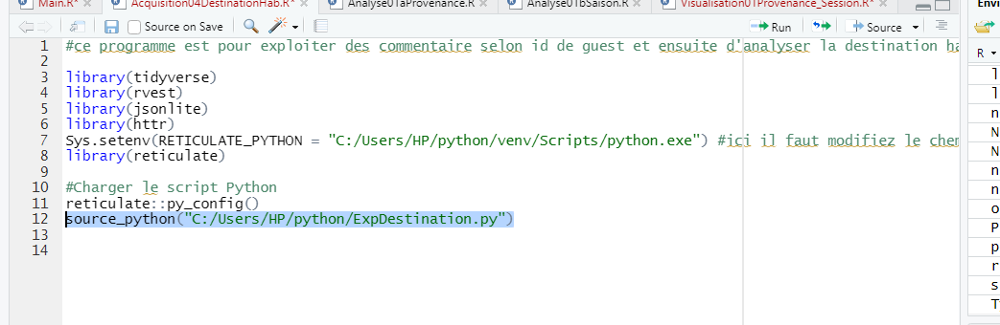 Main.R* Acquisition04DestinationHab.R* Analyse01aProvenance.R Analyse01bSaison.R Visualisation01Provenance_Session.R*
Envi
Source on Save Run Source
R
1 #ce programme est pour exploiter des commentaire selon id de guest et ensuite d'analyser la destination ha
2
3 library(tidyverse)
4 library(rvest)
5 library(jsonlite)
6 library(httr)
7 Sys.setenv(RETICULATE_PYTHON = "C:/Users/HP/python/venv/Scripts/python.exe") #ici il faut modifiez le chem
8 library(reticulate)
9
10 #Charger le script Python
11 reticulate::py_config()
12 source_python("C:/Users/HP/python/ExpDestination.py")
13
14
l
l
n
N
N
n
n
o
P
p
r
s
T